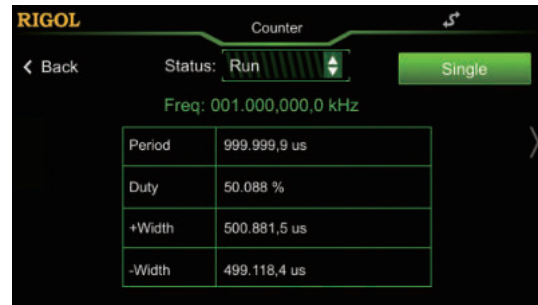 RIGOL
Counter
Back
Status: Run
Single
Freq: 001.000,000,0 kHz
Period 999.999,9 us
Duty 50.088 %
+Width 500.881,5 us
-Width 499.118,4 us